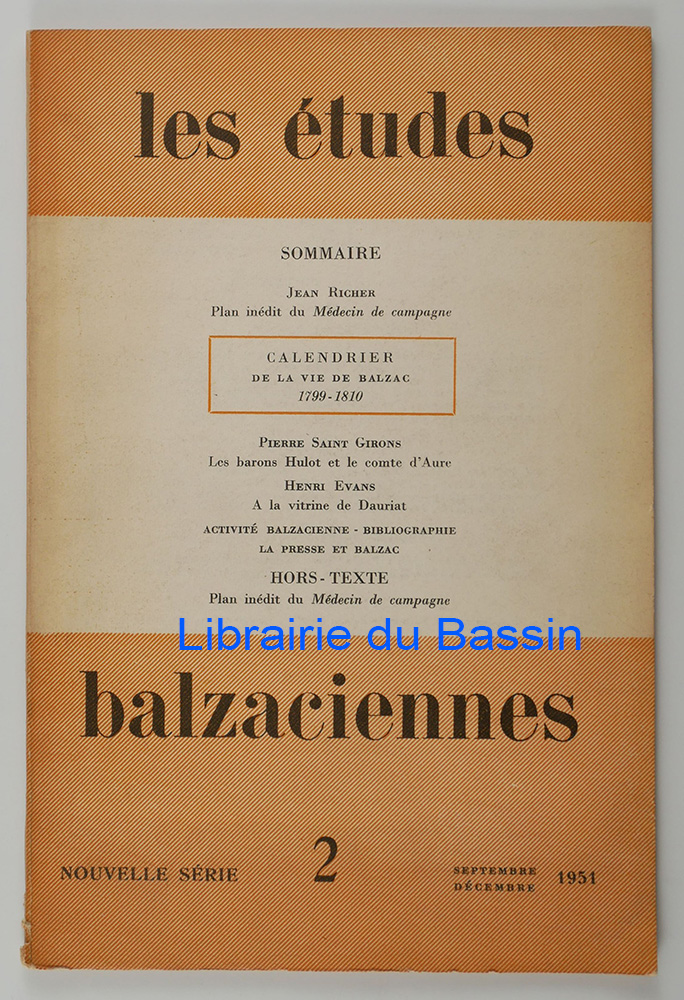 les études
SOMMAIRE
JEAN RICHER
Plan inédit du Médecin de campagne
CALENDRIER
DE LA VIE DE BALZAC
1799-1810
PIERRE SAINT GIRONS
Les barons Hulot et le comte d'Aure
HENRI EVANS
A la vitrine de Dauriat
ACTIVITÉ BALZACIENNE - BIBLIOGRAPHIE
LA PRESSE ET BALZAC
HORS-TEXTE
Plan inédit du Médecin de campagne
Librairie du Bassin
balzaciennes
NOUVELLE SÉRIE 2 SEPTEMBRE DÉCEMBRE 1951